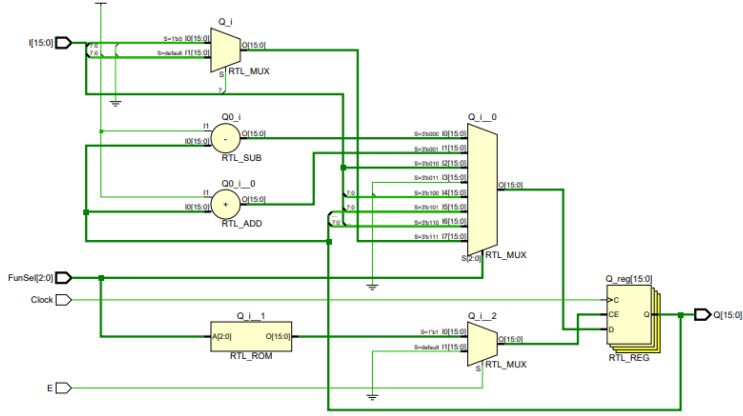 Q_i
I[15:0]
7:0
7:0
S=1'b0 I0[15:0]
S=default I1[15:0]
O[15:0]
S
RTL_MUX
7
Q0_i
I1
I0[15:0]
-
O[15:0]
RTL_SUB
Q0_i__0
I1
I0[15:0]
+
O[15:0]
RTL_ADD
Q_i__0
S=3'b000 I0[15:0]
S=3'b001 I1[15:0]
S=3'b010 I2[15:0]
S=3'b011 I3[15:0]
7:0 S=3'b100 I4[15:0]
S=3'b101 I5[15:0]
S=3'b110 I6[15:0]
S=3'b111 I7[15:0]
O[15:0]
S[2:0]
RTL_MUX
FunSel[2:0]
Clock
Q_i__1
A[2:0]
O[15:0]
RTL_ROM
Q_i__2
S=1'b1 I0[15:0]
S=default I1[15:0]
O[15:0]
S
RTL_MUX
E
Q_reg[15:0]
C
CE
D
Q
RTL_REG
Q[15:0]